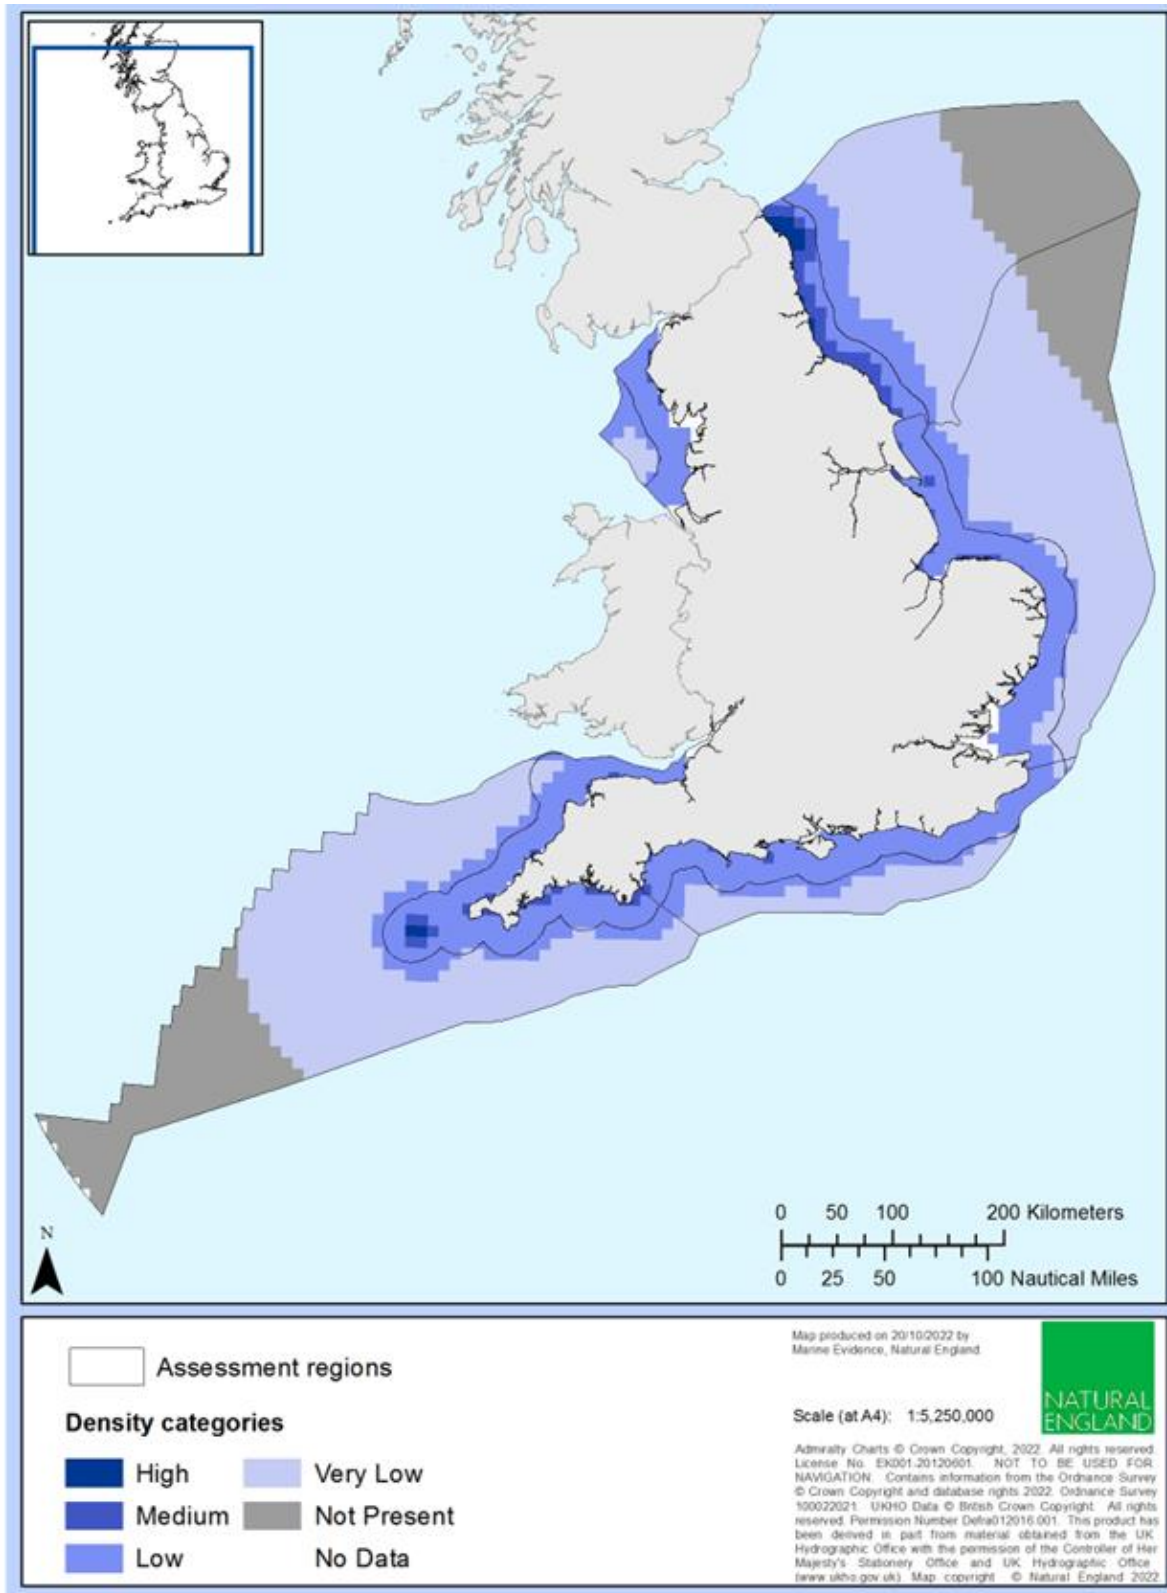 N
0 50 100 200 Kilometers
0 25 50 100 Nautical Miles
Assessment regions
Density categories
High
Very Low
Medium
Not Present
Low
No Data
Map produced on 20/10/2022 by
Marine Evidence, Natural England
Scale (at A4): 1:5,250,000
NATURAL
ENGLAND
Admiralty Charts © Crown Copyright, 2022. All rights reserved.
License No. EK001-20120601. NOT TO BE USED FOR
NAVIGATION. Contains information from the Ordnance Survey
© Crown Copyright and database rights 2022. Ordnance Survey
100022021. UKHO Data © British Crown Copyright. All rights
reserved. Permission Number Defra012016.001. This product has
been derived in part from material obtained from the UK
Hydrographic Office with the permission of the Controller of Her
Majesty's Stationery Office and UK Hydrographic Office
(www.ukho.gov.uk). Map copyright © Natural England 2022